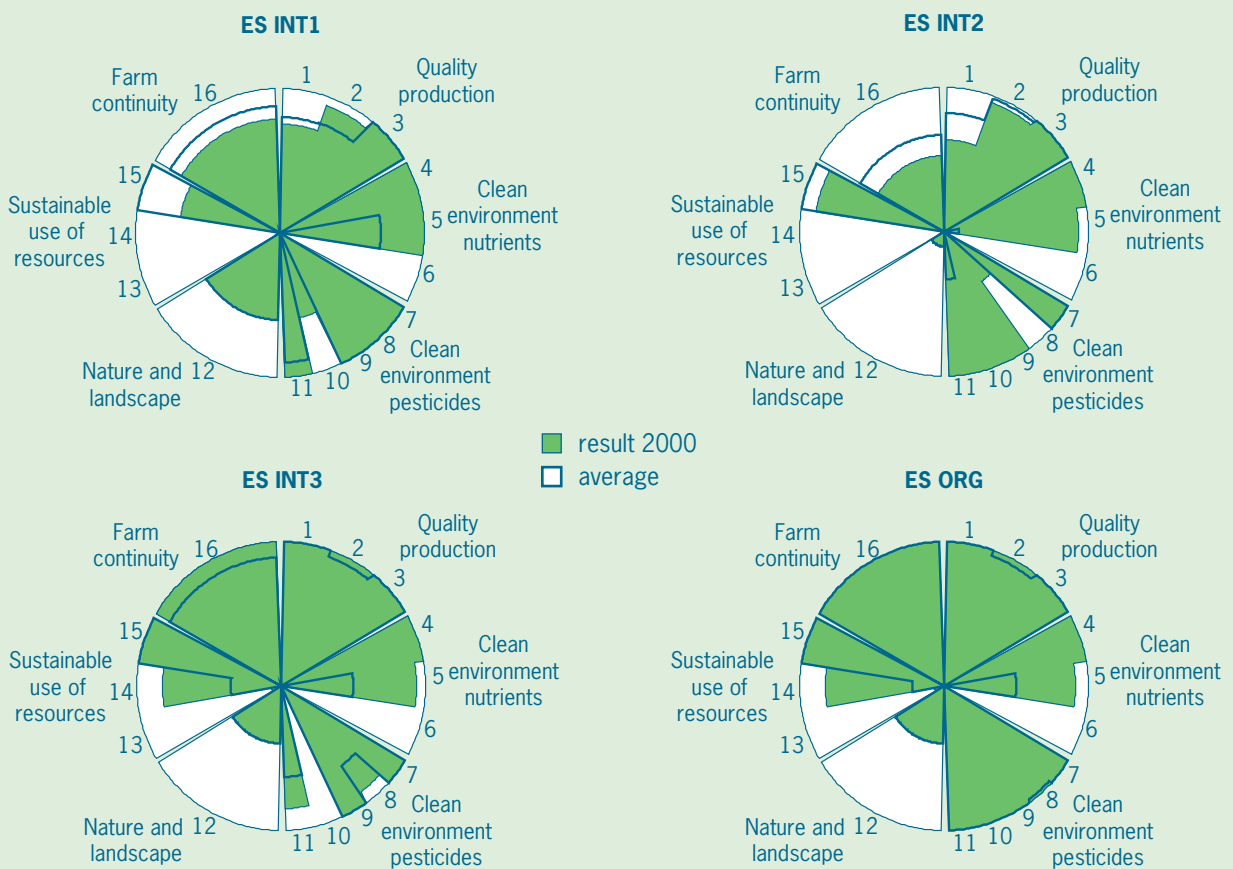 ES INT1
Farm
continuity
16
1
2
Quality
production
3
4
Clean
environment
nutrients
5
6
7
8
Clean
environment
pesticides
9
10
11
12
Nature and
landscape
13
14
Sustainable
use of
resources
15
ES INT2
Farm
continuity
16
1
2
Quality
production
3
4
Clean
environment
nutrients
5
6
7
8
Clean
environment
pesticides
9
10
11
12
Nature and
landscape
13
14
Sustainable
use of
resources
15
result 2000
average
ES INT3
Farm
continuity
16
1
2
Quality
production
3
4
Clean
environment
nutrients
5
6
7
8
Clean
environment
pesticides
9
10
11
12
Nature and
landscape
13
14
Sustainable
use of
resources
15
ES ORG
Farm
continuity
16
1
2
Quality
production
3
4
Clean
environment
nutrients
5
6
7
8
Clean
environment
pesticides
9
10
11
12
Nature and
landscape
13
14
Sustainable
use of
resources
15